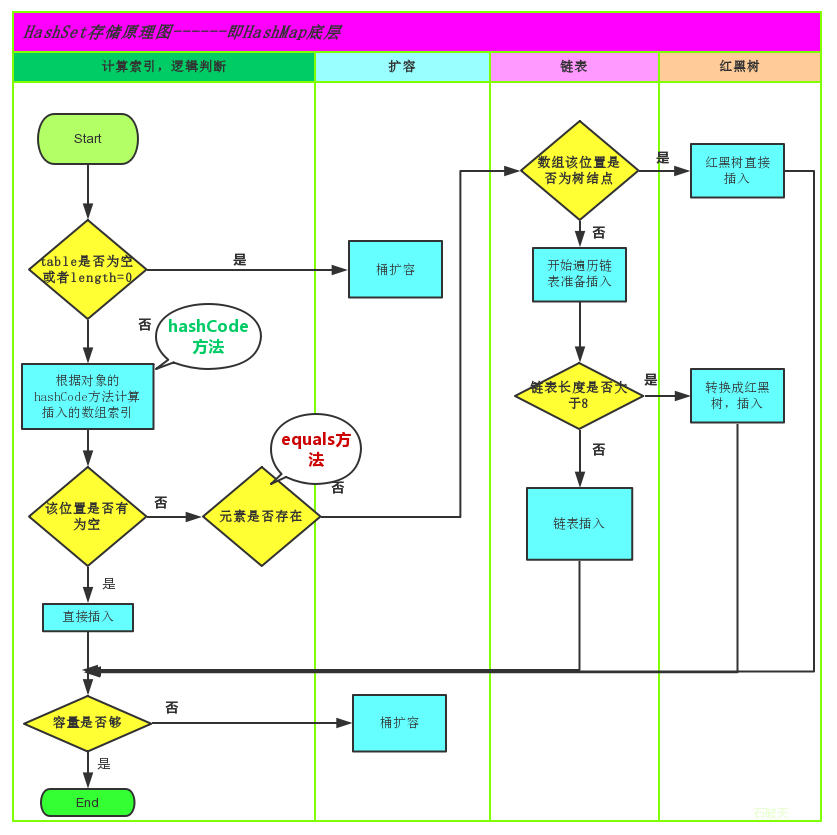 HashSet存储原理图------即HashMap底层
计算索引，逻辑判断
扩容
链表
红黑树
Start
table是否为空
或者length=0
是
桶扩容
否
hashCode
方法
根据对象的
hashCode方法计算
插入的数组索引
该位置是否有
为空
否
元素是否存在
equals方
法
否
是
直接插入
数组该位置是
否为树结点
是
红黑树直接
插入
否
开始遍历链
表准备插入
链表长度是否大
于8
是
转换成红黑
树，插入
否
链表插入
容量是否够
否
桶扩容
是
End